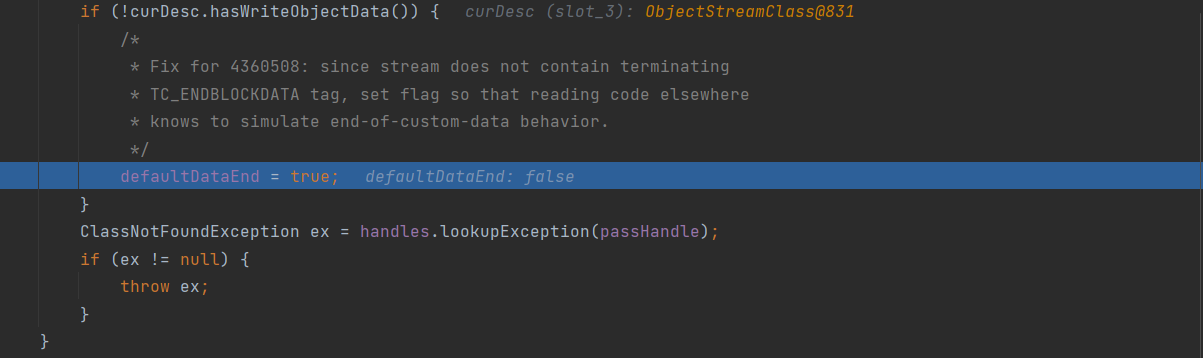 if (!curDesc.hasWriteObjectData()) {   curDesc (slot_3): ObjectStreamClass@831
/*
* Fix for 4360508: since stream does not contain terminating
* TC_ENDBLOCKDATA tag, set flag so that reading code elsewhere
* knows to simulate end-of-custom-data behavior.
*/
defaultDataEnd = true;   defaultDataEnd: false
}
ClassNotFoundException ex = handles.lookupException(passHandle);
if (ex != null) {
throw ex;
}
}